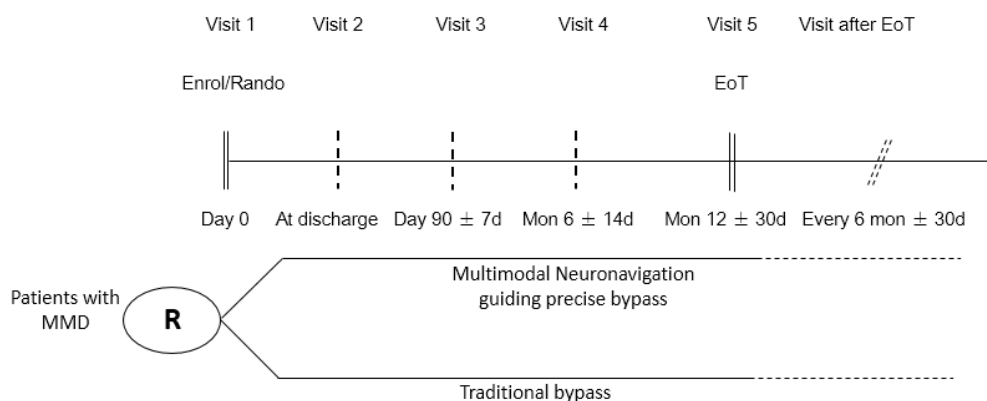 Visit 1 Visit 2 Visit 3 Visit 4 Visit 5 Visit after EoT
Enrol/Rando EoT
Day 0 At discharge Day 90 ± 7d Mon 6 ± 14d Mon 12 ± 30d Every 6 mon ± 30d
Multimodal Neuronavigation
guiding precise bypass
Patients with
MMD
R
Traditional bypass